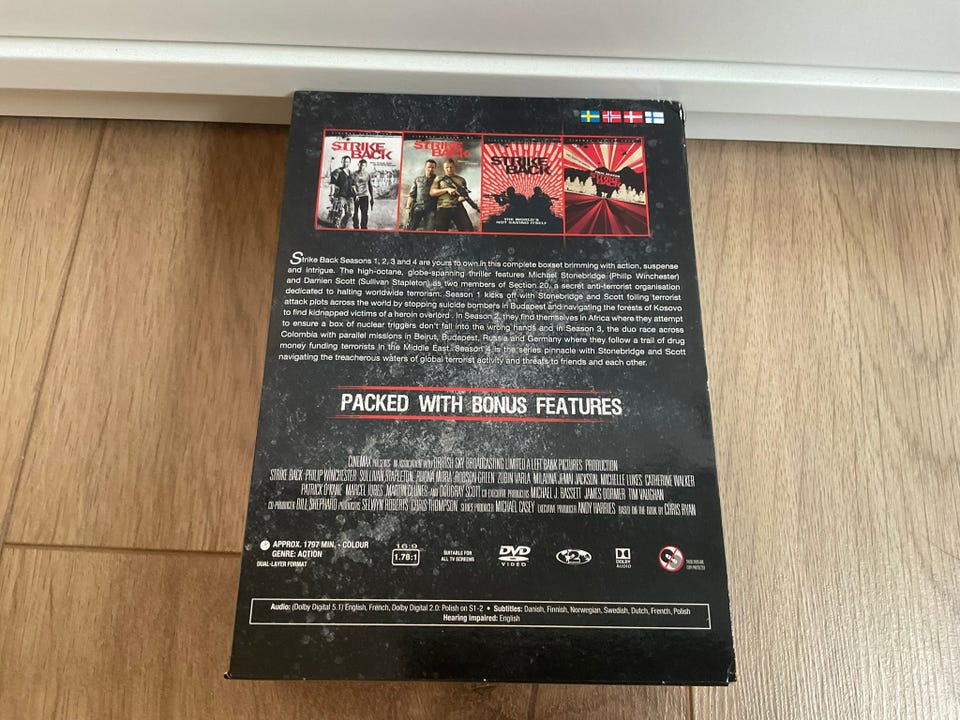 STRIKE BACK
STRIKE BACK
STRIKE BACK
THE WORLD'S
NOT SAVING ITSELF
STRIKE BACK
Strike Back Seasons 1, 2, 3 and 4 are yours to own in this complete boxset brimming with action, suspense
and intrigue. The high-octane, globe-spanning thriller features Michael Stonebridge (Philip Winchester)
and Damien Scott (Sullivan Stapleton) as two members of Section 20, a secret anti-terrorist organisation
dedicated to halting worldwide terrorism. Season 1 kicks off with Stonebridge and Scott foiling terrorist
attack plots across the world by stopping suicide bombers in Budapest and navigating the forests of Kosovo
to find kidnapped victims of a heroin overlord. In Season 2, they find themselves in Africa where they attempt
to ensure a box of nuclear triggers don't fall into the wrong hands and in Season 3, the duo race across
Colombia with parallel missions in Beirut, Budapest, Russia and Germany where they follow a trail of drug
money funding terrorists in the Middle East. Season 4 is the series pinnacle with Stonebridge and Scott
navigating the treacherous waters of global terrorist activity and threats to friends and each other.
PACKED WITH BONUS FEATURES
CINEMAX PRESENTS IN ASSOCIATION WITH BRITISH SKY BROADCASTING LIMITED A LEFT BANK PICTURES PRODUCTION
STRIKE BACK PHILIP WINCHESTER SULLIVAN STAPLETON RHONA MITRA ROBSON GREEN ZUBIN VARLA MILAUNA JEMAI JACKSON MICHELLE LUKES CATHERINE WALKER
PATRICK O'KANE MARCEL IURES MARTIN CLUNES AND DOUGRAY SCOTT CO EXECUTIVE PRODUCERS MICHAEL J. BASSETT JAMES DORMER TIM VAUGHAN
CO-PRODUCER BILL SHEPHARD PRODUCERS SELWYN ROBERTS CHRIS THOMPSON SERIES PRODUCER MICHAEL CASEY EXECUTIVE PRODUCER ANDY HARRIES BASED ON THE BOOK BY CHRIS RYAN
APPROX. 1797 MIN. - COLOUR
GENRE: ACTION
DUAL-LAYER FORMAT
16:9
1.78:1
SUITABLE FOR
ALL TV SCREENS
DVD
VIDEO
2
DOLBY
AUDIO
THESE DVDS ARE
COPY PROTECTED
Audio: (Dolby Digital 5.1) English, French, Dolby Digital 2.0: Polish on S1-2 • Subtitles: Danish, Finnish, Norwegian, Swedish, Dutch, French, Polish
Hearing Impaired: English